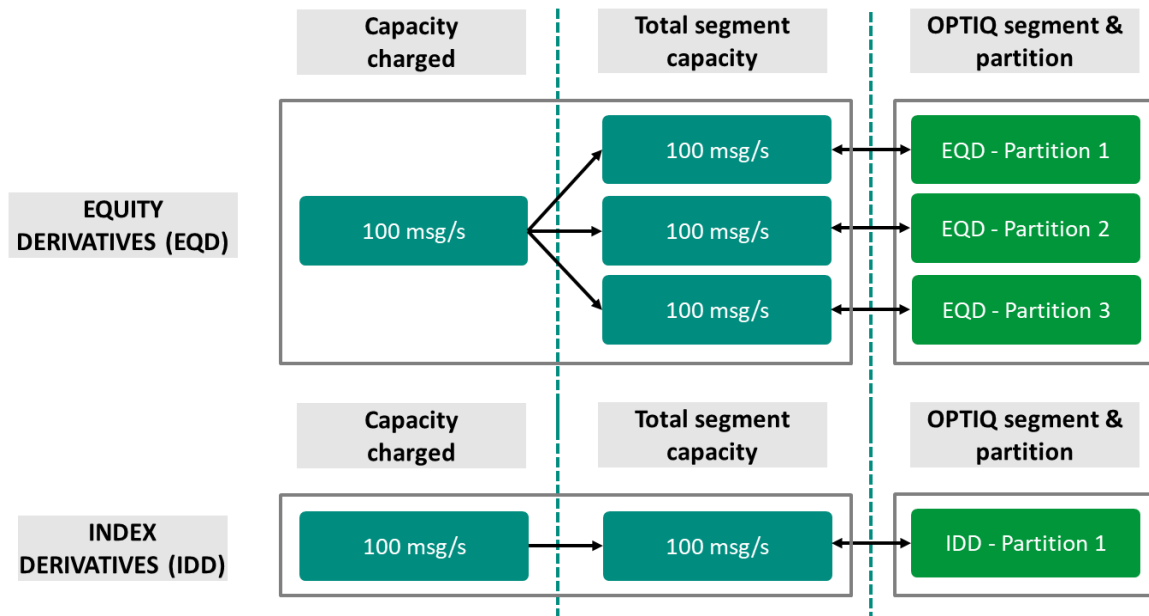 Capacity
charged
Total segment
capacity
OPTIQ segment &
partition
EQUITY
DERIVATIVES (EQD)
100 msg/s
100 msg/s
EQD - Partition 1
100 msg/s
EQD - Partition 2
100 msg/s
EQD - Partition 3
Capacity
charged
Total segment
capacity
OPTIQ segment &
partition
INDEX
DERIVATIVES (IDD)
100 msg/s
100 msg/s
IDD - Partition 1